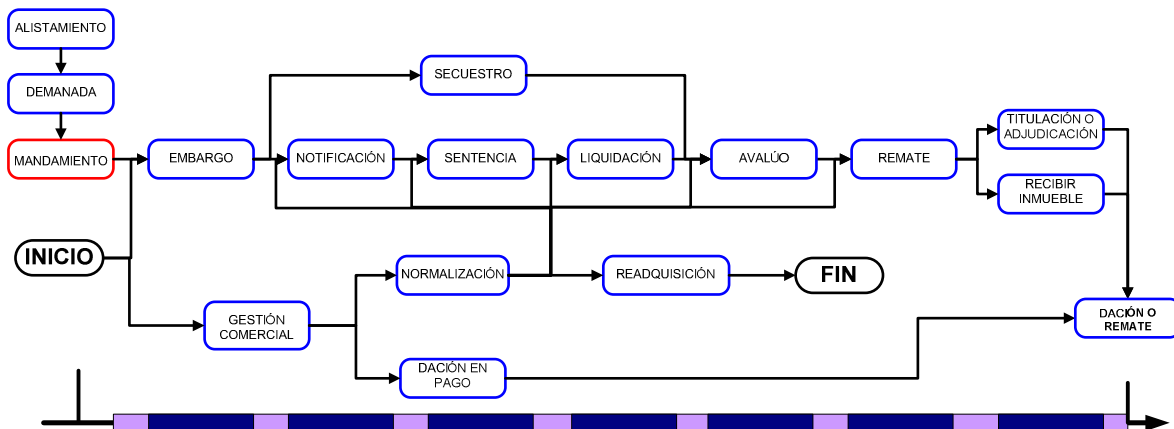 ALISTAMIENTO
DEMANADA
MANDAMIENTO
SECUESTRO
EMBARGO
NOTIFICACIÓN
SENTENCIA
LIQUIDACIÓN
AVALÚO
REMATE
TITULACIÓN O
ADJUDICACIÓN
RECIBIR
INMUEBLE
INICIO
NORMALIZACIÓN
READQUISICIÓN
FIN
GESTIÓN
COMERCIAL
DACIÓN O
REMATE
DACIÓN EN
PAGO